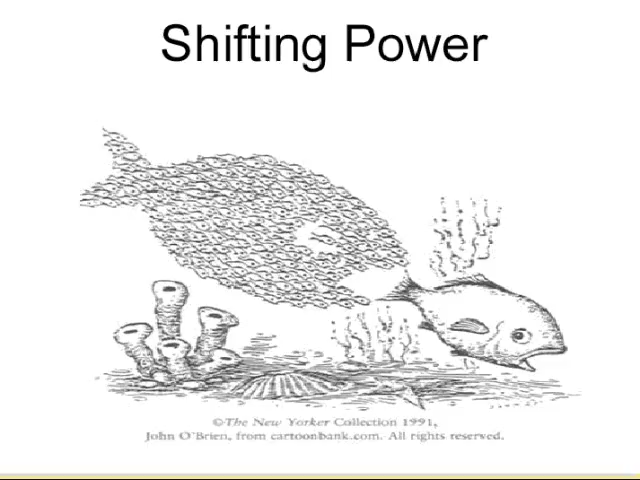 Shifting Power
©The New Yorker Collection 1991,
John O'Brien, from cartoonbank.com. All rights reserved.